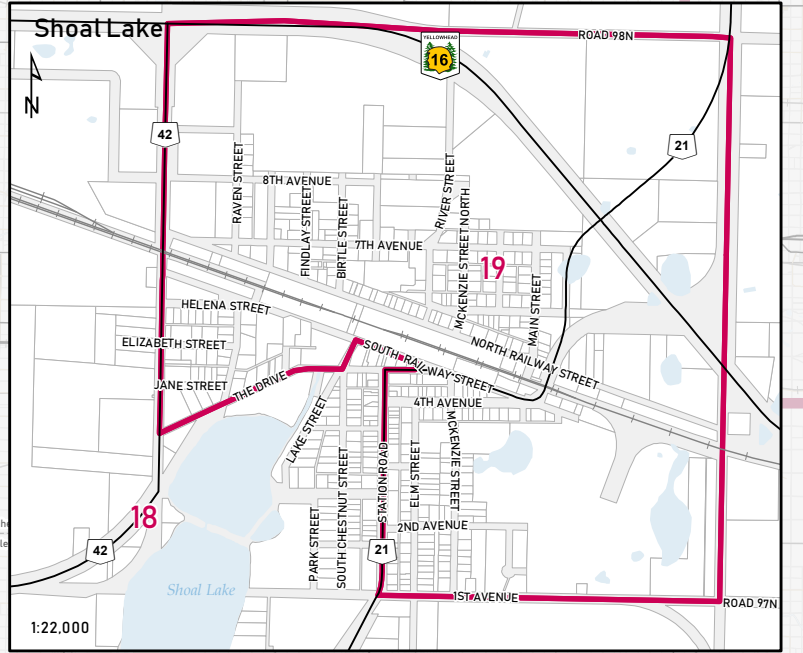 Shoal Lake
ROAD 98N
YELLOWHEAD
16
N
42
21
RAVEN STREET
8TH AVENUE
FINDLAY STREET
BIRTLE STREET
RIVER STREET
MCKENZIE STREET NORTH
7TH AVENUE
19
MAIN STREET
HELENA STREET
ELIZABETH STREET
SOUTH RAILWAY STREET
NORTH RAILWAY STREET
JANE STREET
THE DRIVE
4TH AVENUE
LAKE STREET
MCKENZIE STREET
STATION ROAD
ELM STREET
SOUTH CHESTNUT STREET
PARK STREET
18
2ND AVENUE
42
21
Shoal Lake
1ST AVENUE
ROAD 97N
1:22,000